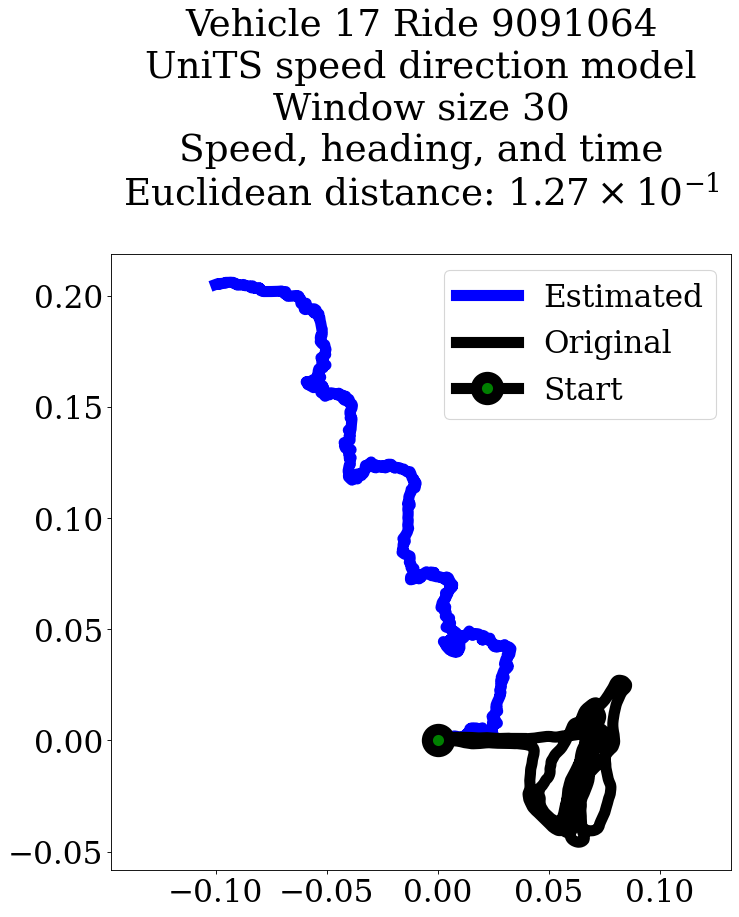 Vehicle 17 Ride 9091064
UniTS speed direction model
Window size 30
Speed, heading, and time
Euclidean distance: 1.27 × 10⁻¹
Estimated
Original
Start
0.20
0.15
0.10
0.05
0.00
−0.05
−0.10 −0.05 0.00 0.05 0.10